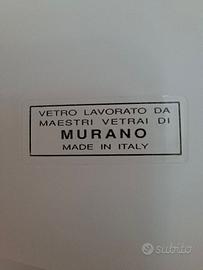 VETRO LAVORATO DA
MAESTRI VETRAI DI
MURANO
MADE IN ITALY
subito